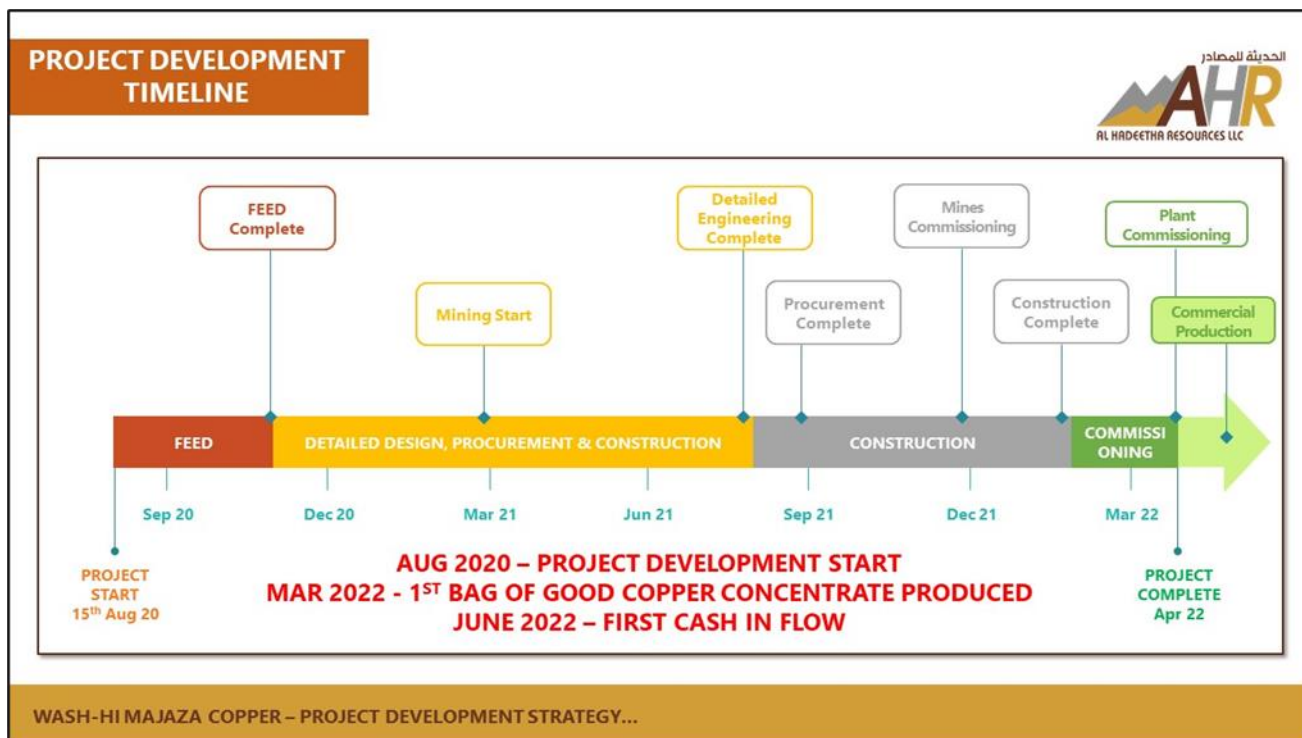 PROJECT DEVELOPMENT
TIMELINE
الحديثة للمصادر
AHR
AL HADEETHA RESOURCES LLC
FEED
Complete
Mining Start
Detailed
Engineering
Complete
Procurement
Complete
Mines
Commissioning
Construction
Complete
Plant
Commissioning
Commercial
Production
FEED
DETAILED DESIGN, PROCUREMENT & CONSTRUCTION
CONSTRUCTION
COMMISSI
ONING
Sep 20
Dec 20
Mar 21
Jun 21
Sep 21
Dec 21
Mar 22
PROJECT
START
15th Aug 20
AUG 2020 – PROJECT DEVELOPMENT START
MAR 2022 - 1ST BAG OF GOOD COPPER CONCENTRATE PRODUCED
JUNE 2022 – FIRST CASH IN FLOW
PROJECT
COMPLETE
Apr 22
WASH-HI MAJAZA COPPER – PROJECT DEVELOPMENT STRATEGY...